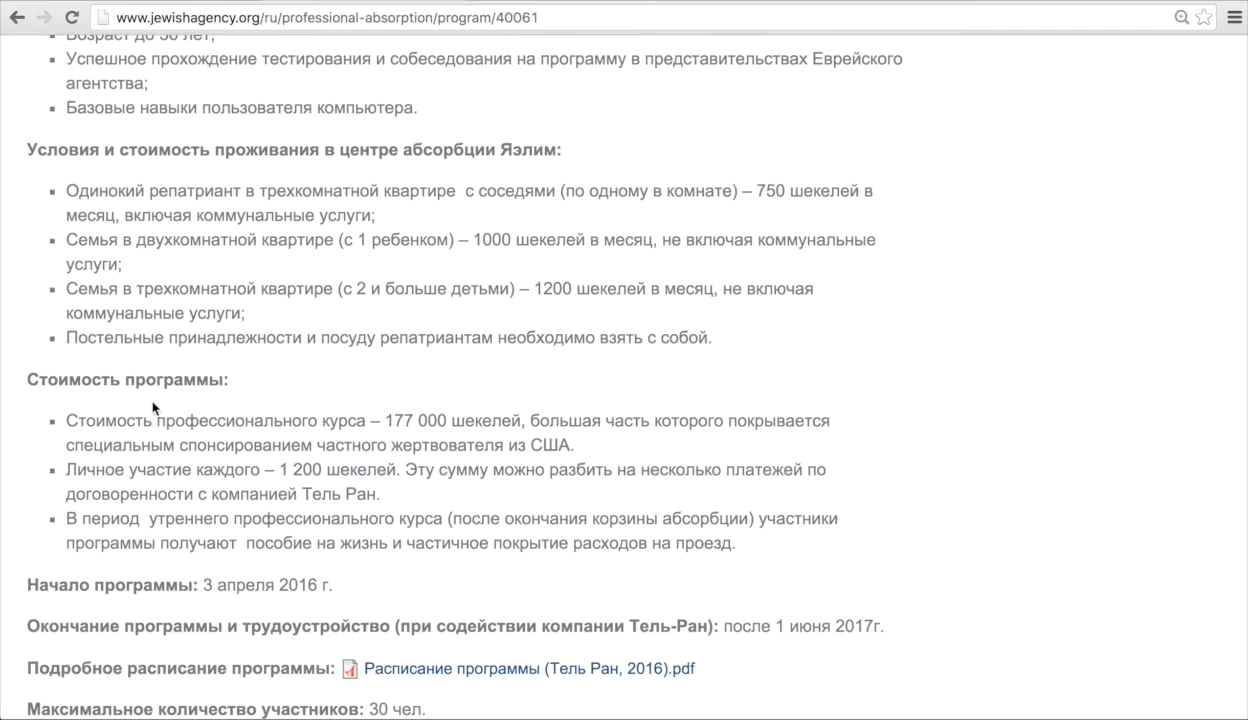 www.jewishagency.org/ru/professional-absorption/program/40061
Возраст до 36 лет;
Успешное прохождение тестирования и собеседования на программу в представительствах Еврейского
агентства;
Базовые навыки пользователя компьютера.
Условия и стоимость проживания в центре абсорбции Яэлим:
Одинокий репатриант в трехкомнатной квартире с соседями (по одному в комнате) – 750 шекелей в
месяц, включая коммунальные услуги;
Семья в двухкомнатной квартире (с 1 ребенком) – 1000 шекелей в месяц, не включая коммунальные
услуги;
Семья в трехкомнатной квартире (с 2 и больше детьми) – 1200 шекелей в месяц, не включая
коммунальные услуги;
Постельные принадлежности и посуду репатриантам необходимо взять с собой.
Стоимость программы:
Стоимость профессионального курса – 177 000 шекелей, большая часть которого покрывается
специальным спонсированием частного жертвователя из США.
Личное участие каждого – 1 200 шекелей. Эту сумму можно разбить на несколько платежей по
договоренности с компанией Тель Ран.
В период утреннего профессионального курса (после окончания корзины абсорбции) участники
программы получают пособие на жизнь и частичное покрытие расходов на проезд.
Начало программы: 3 апреля 2016 г.
Окончание программы и трудоустройство (при содействии компании Тель-Ран): после 1 июня 2017г.
Подробное расписание программы: Расписание программы (Тель Ран, 2016).pdf
Максимальное количество участников: 30 чел.